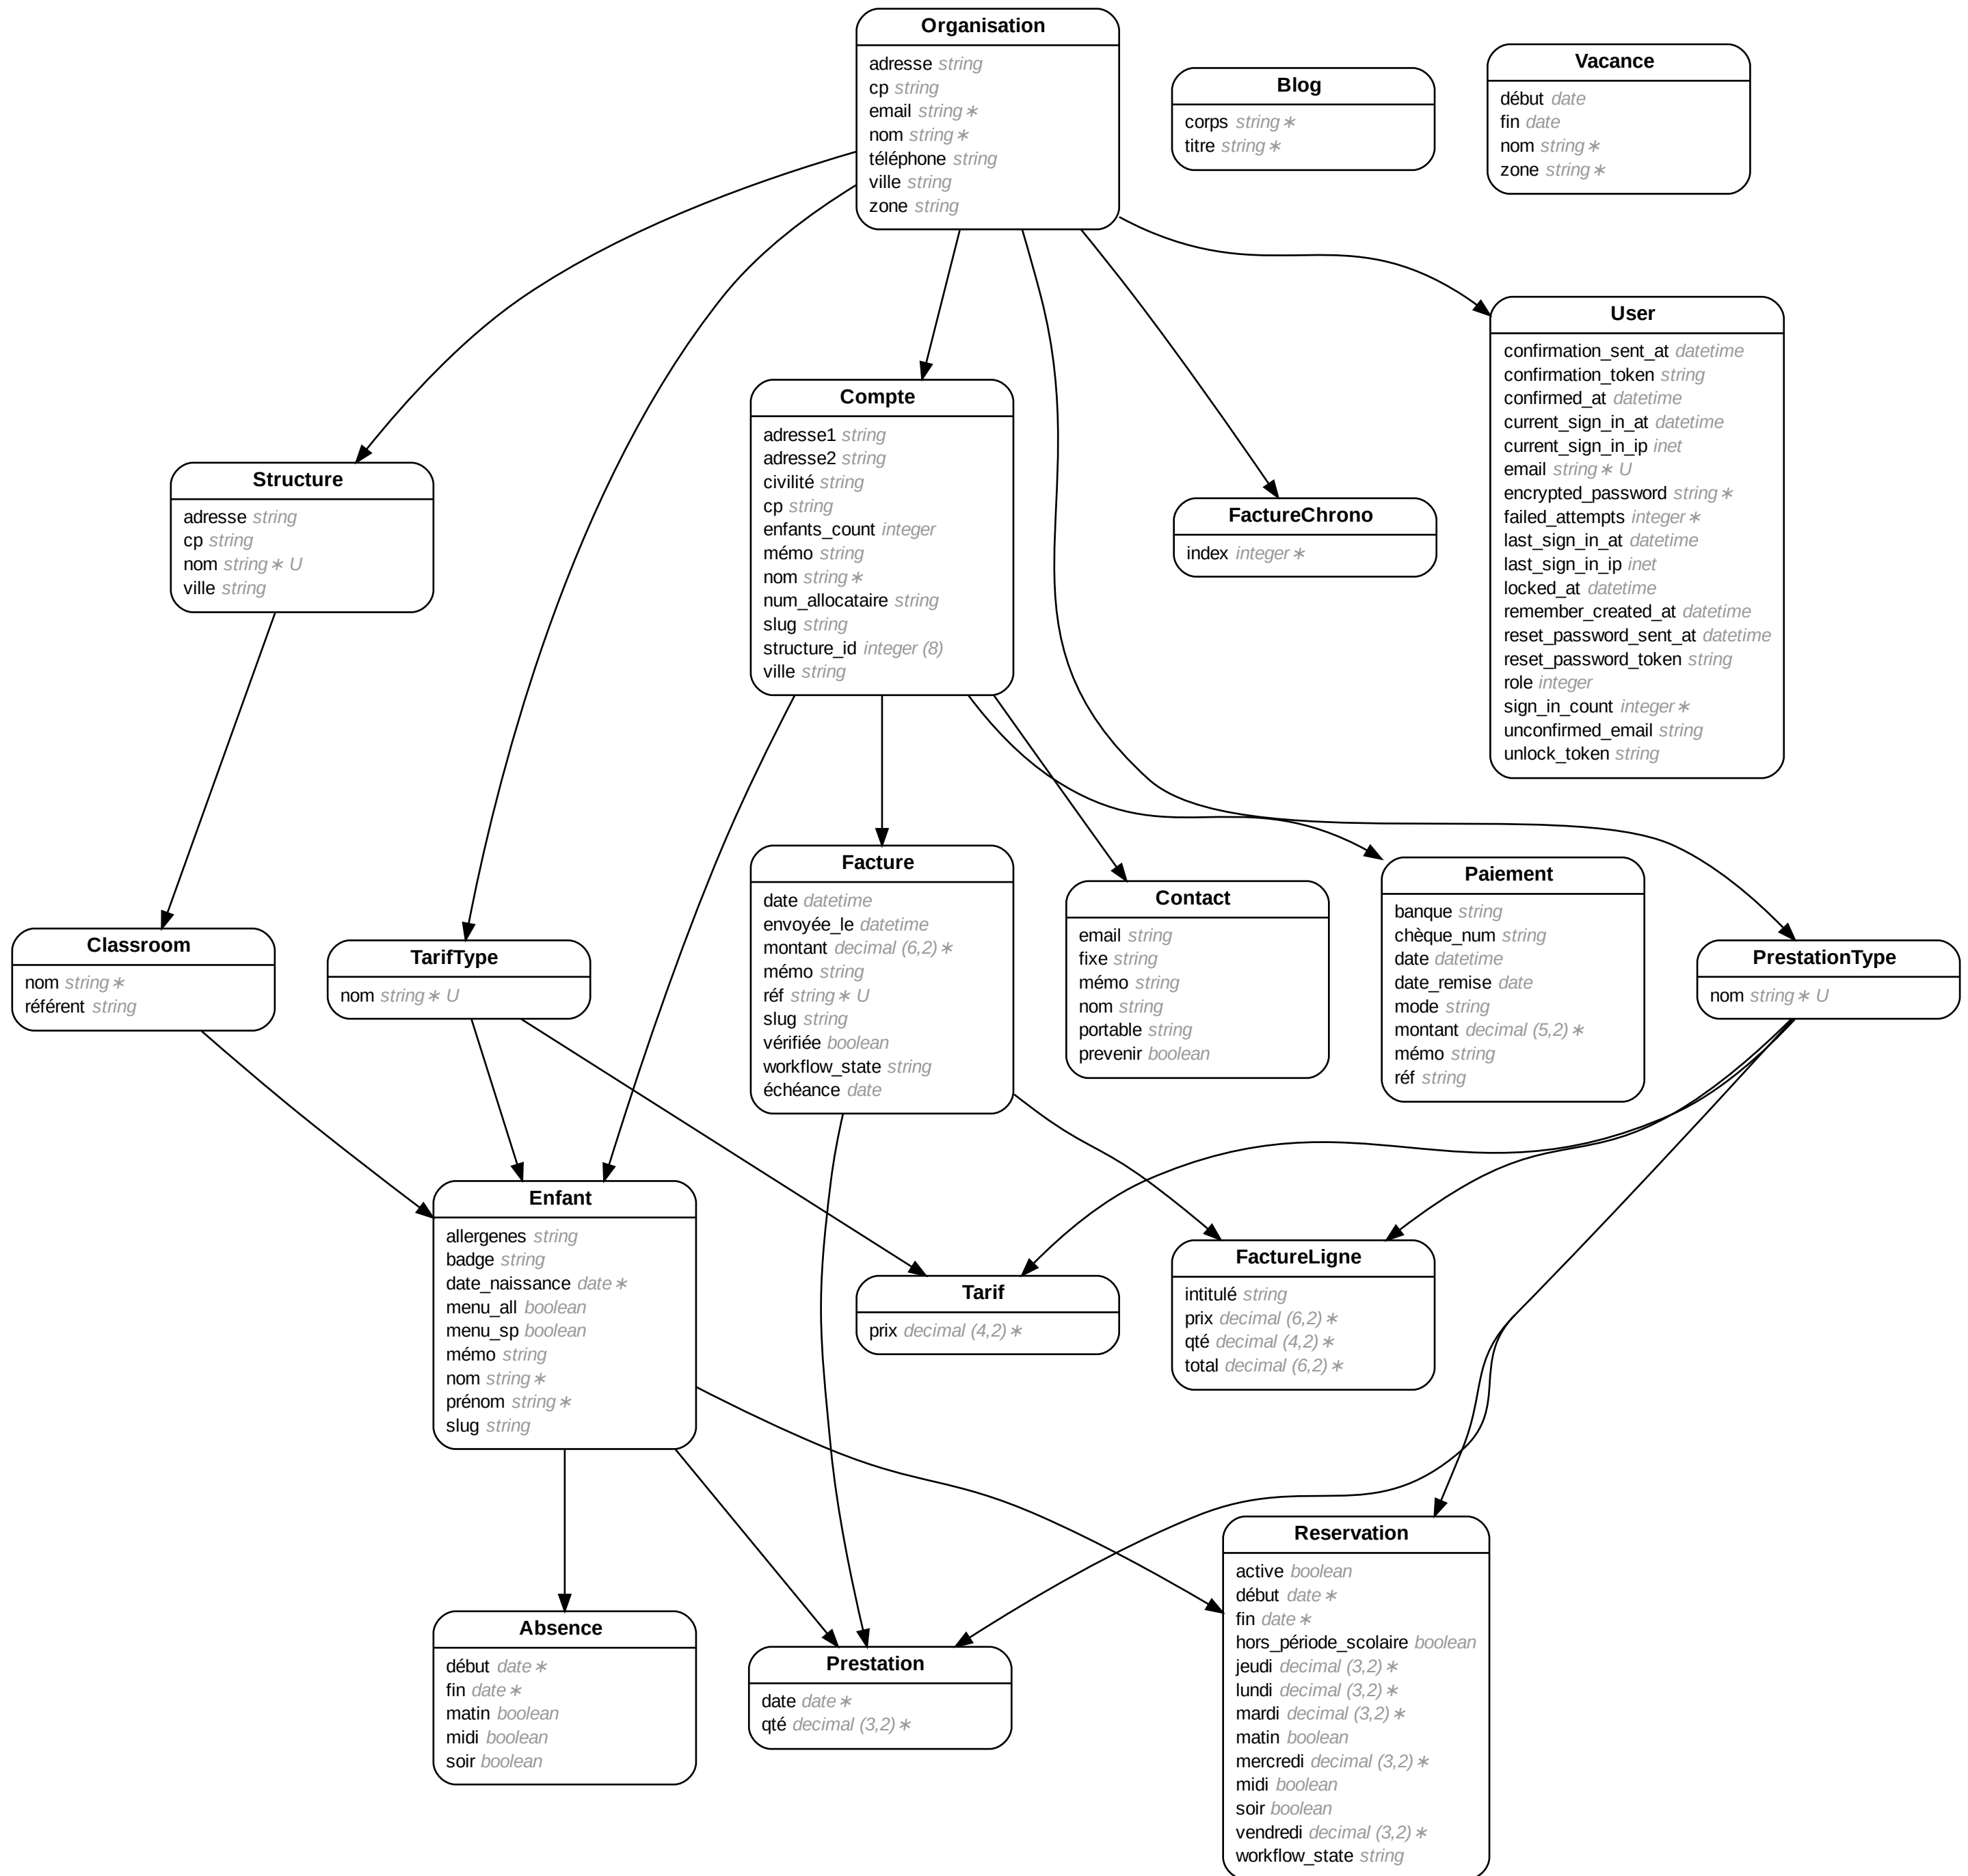 Organisation
adresse string
cp string
email string∗
nom string∗
téléphone string
ville string
zone string
Blog
corps string∗
titre string∗
Vacance
début date
fin date
nom string∗
zone string∗
User
confirmation_sent_at datetime
confirmation_token string
confirmed_at datetime
current_sign_in_at datetime
current_sign_in_ip inet
email string∗ U
encrypted_password string∗
failed_attempts integer∗
last_sign_in_at datetime
last_sign_in_ip inet
locked_at datetime
remember_created_at datetime
reset_password_sent_at datetime
reset_password_token string
role integer
sign_in_count integer∗
unconfirmed_email string
unlock_token string
Compte
adresse1 string
adresse2 string
civilité string
cp string
enfants_count integer
mémo string
nom string∗
num_allocataire string
slug string
structure_id integer (8)
ville string
Structure
adresse string
cp string
nom string∗ U
ville string
FactureChrono
index integer∗
Facture
date datetime
envoyée_le datetime
montant decimal (6,2)∗
mémo string
réf string∗ U
slug string
vérifiée boolean
workflow_state string
échéance date
Contact
email string
fixe string
mémo string
nom string
portable string
prevenir boolean
Paiement
banque string
chèque_num string
date datetime
date_remise date
mode string
montant decimal (5,2)∗
mémo string
réf string
Classroom
nom string∗
référent string
TarifType
nom string∗ U
PrestationType
nom string∗ U
Enfant
allergenes string
badge string
date_naissance date∗
menu_all boolean
menu_sp boolean
mémo string
nom string∗
prénom string∗
slug string
Tarif
prix decimal (4,2)∗
FactureLigne
intitulé string
prix decimal (6,2)∗
qté decimal (4,2)∗
total decimal (6,2)∗
Absence
début date∗
fin date∗
matin boolean
midi boolean
soir boolean
Prestation
date date∗
qté decimal (3,2)∗
Reservation
active boolean
début date∗
fin date∗
hors_période_scolaire boolean
jeudi decimal (3,2)∗
lundi decimal (3,2)∗
mardi decimal (3,2)∗
matin boolean
mercredi decimal (3,2)∗
midi boolean
soir boolean
vendredi decimal (3,2)∗
workflow_state string